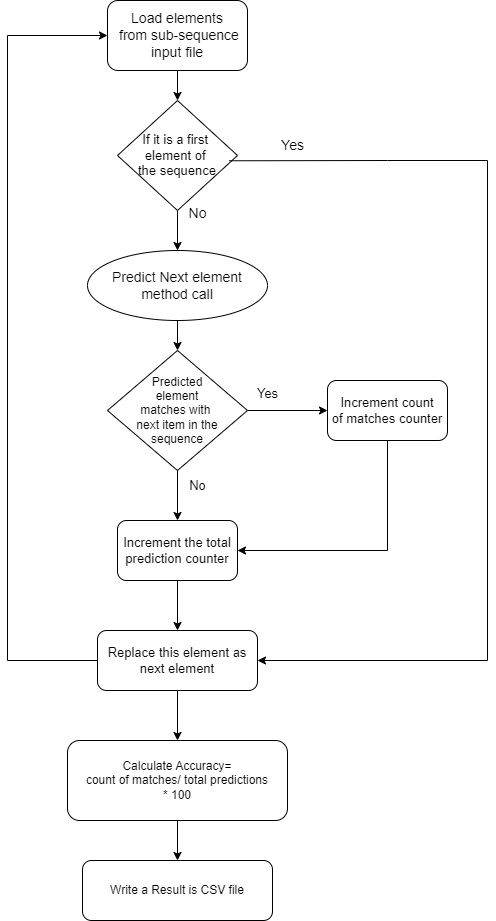 Load elements
from sub-sequence
input file
If it is a first
element of
the sequence
Yes
No
Predict Next element
method call
Predicted
element
matches with
next item in the
sequence
Yes
Increment count
of matches counter
No
Increment the total
prediction counter
Replace this element as
next element
Calculate Accuracy=
count of matches/ total predictions
* 100
Write a Result is CSV file